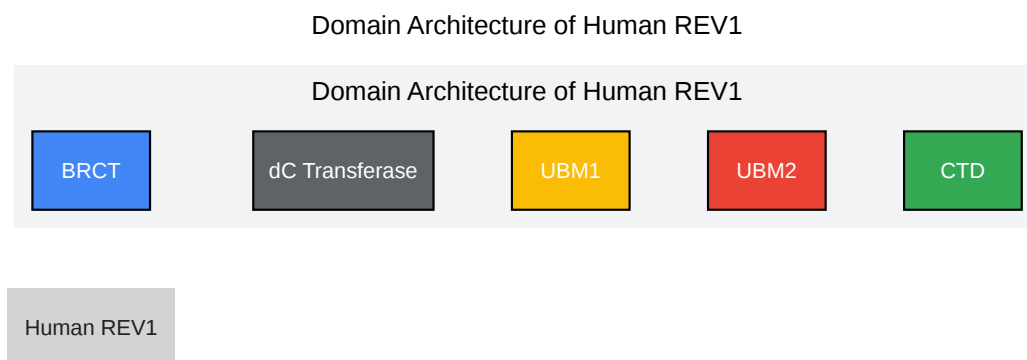 Domain Architecture of Human REV1
Domain Architecture of Human REV1
BRCT
dC Transferase
UBM1
UBM2
CTD
Human REV1